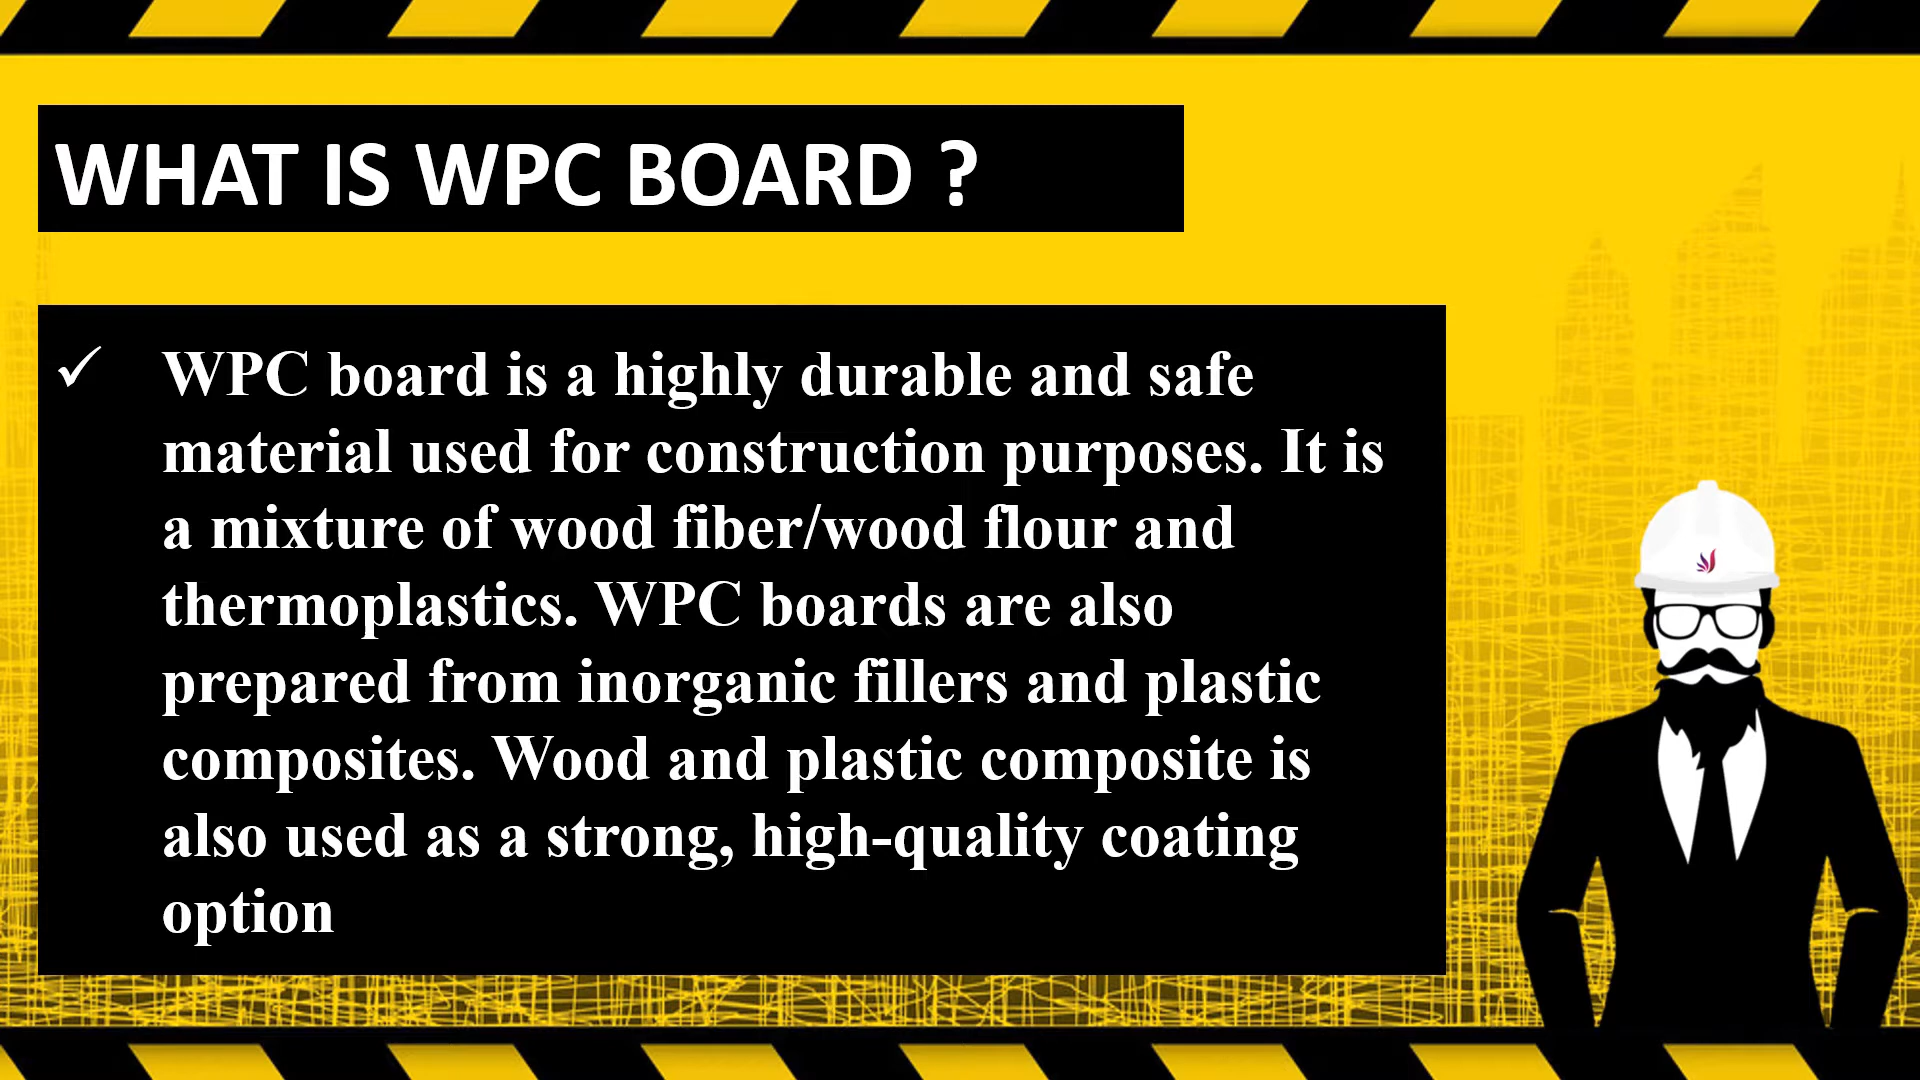 WHAT IS WPC BOARD ?
✓ WPC board is a highly durable and safe
material used for construction purposes. It is
a mixture of wood fiber/wood flour and
thermoplastics. WPC boards are also
prepared from inorganic fillers and plastic
composites. Wood and plastic composite is
also used as a strong, high-quality coating
option